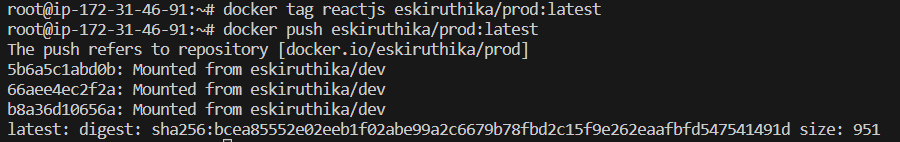 root@ip-172-31-46-91:~# docker tag reactjs eskiruthika/prod:latest
root@ip-172-31-46-91:~# docker push eskiruthika/prod:latest
The push refers to repository [docker.io/eskiruthika/prod]
5b6a5c1abd0b: Mounted from eskiruthika/dev
66aee4ec2f2a: Mounted from eskiruthika/dev
b8a36d10656a: Mounted from eskiruthika/dev
latest: digest: sha256:bcea85552e02eeb1f02abe99a2c6679b78fbd2c15f9e262eaafbfd547541491d size: 951